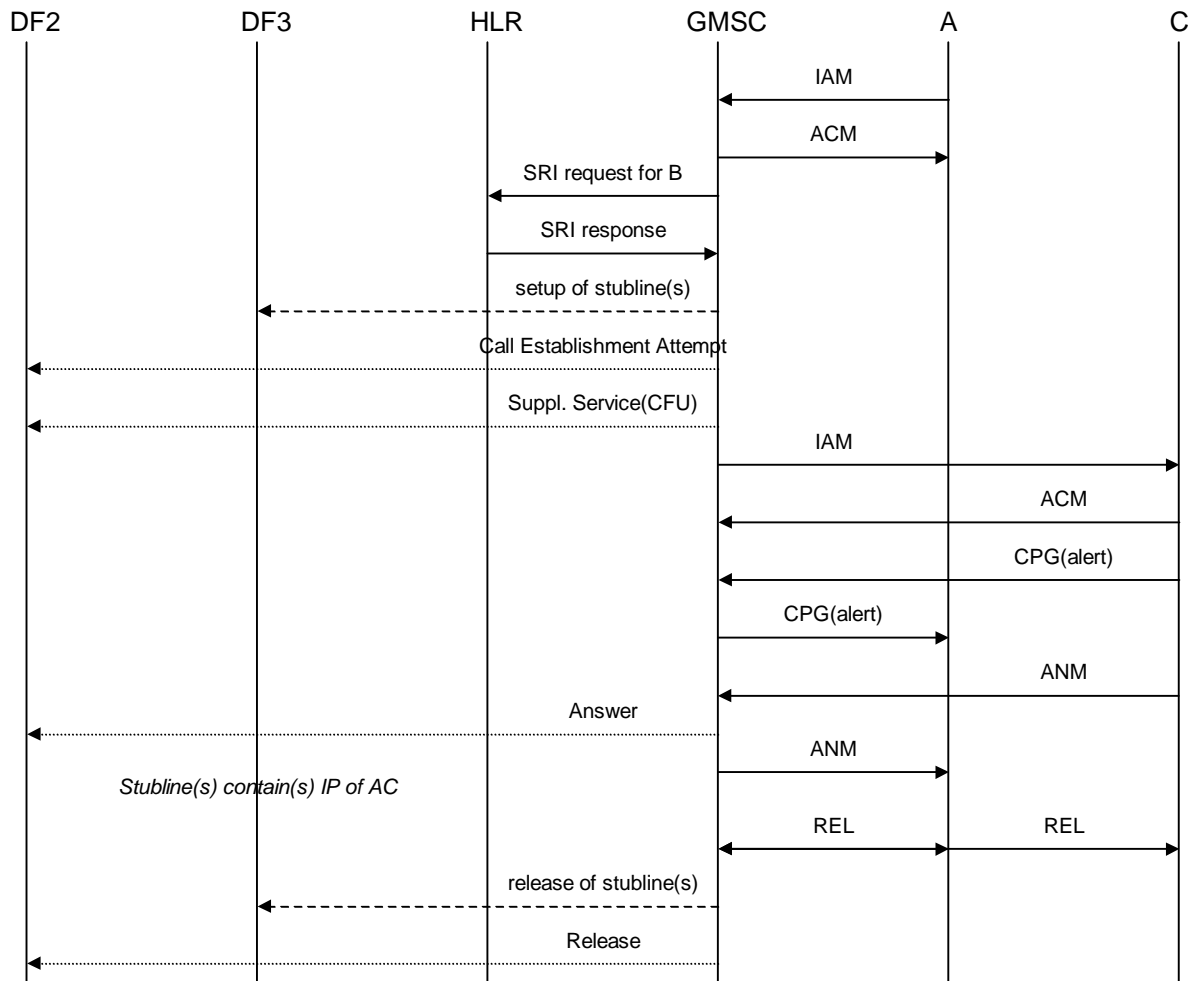 DF2 DF3 HLR GMSC A C
IAM
ACM
SRI request for B
SRI response
setup of stubline(s)
Call Establishment Attempt
Suppl. Service(CFU)
IAM
ACM
CPG(alert)
CPG(alert)
ANM
Answer
ANM
Stubline(s) contain(s) IP of AC
REL REL
release of stubline(s)
Release